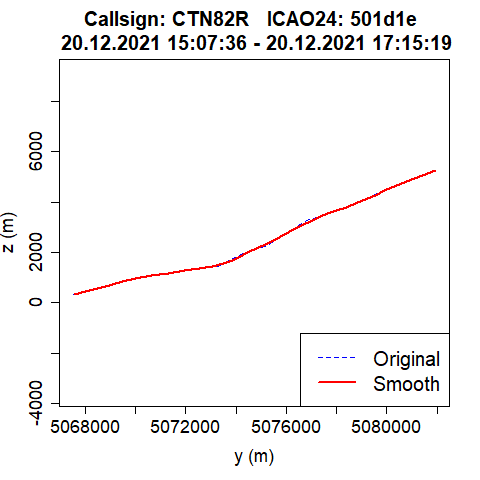 Callsign: CTN82R   ICAO24: 501d1e
20.12.2021 15:07:36 - 20.12.2021 17:15:19
z (m)
6000
2000
0
-4000
Original
Smooth
5068000
5072000
5076000
5080000
y (m)